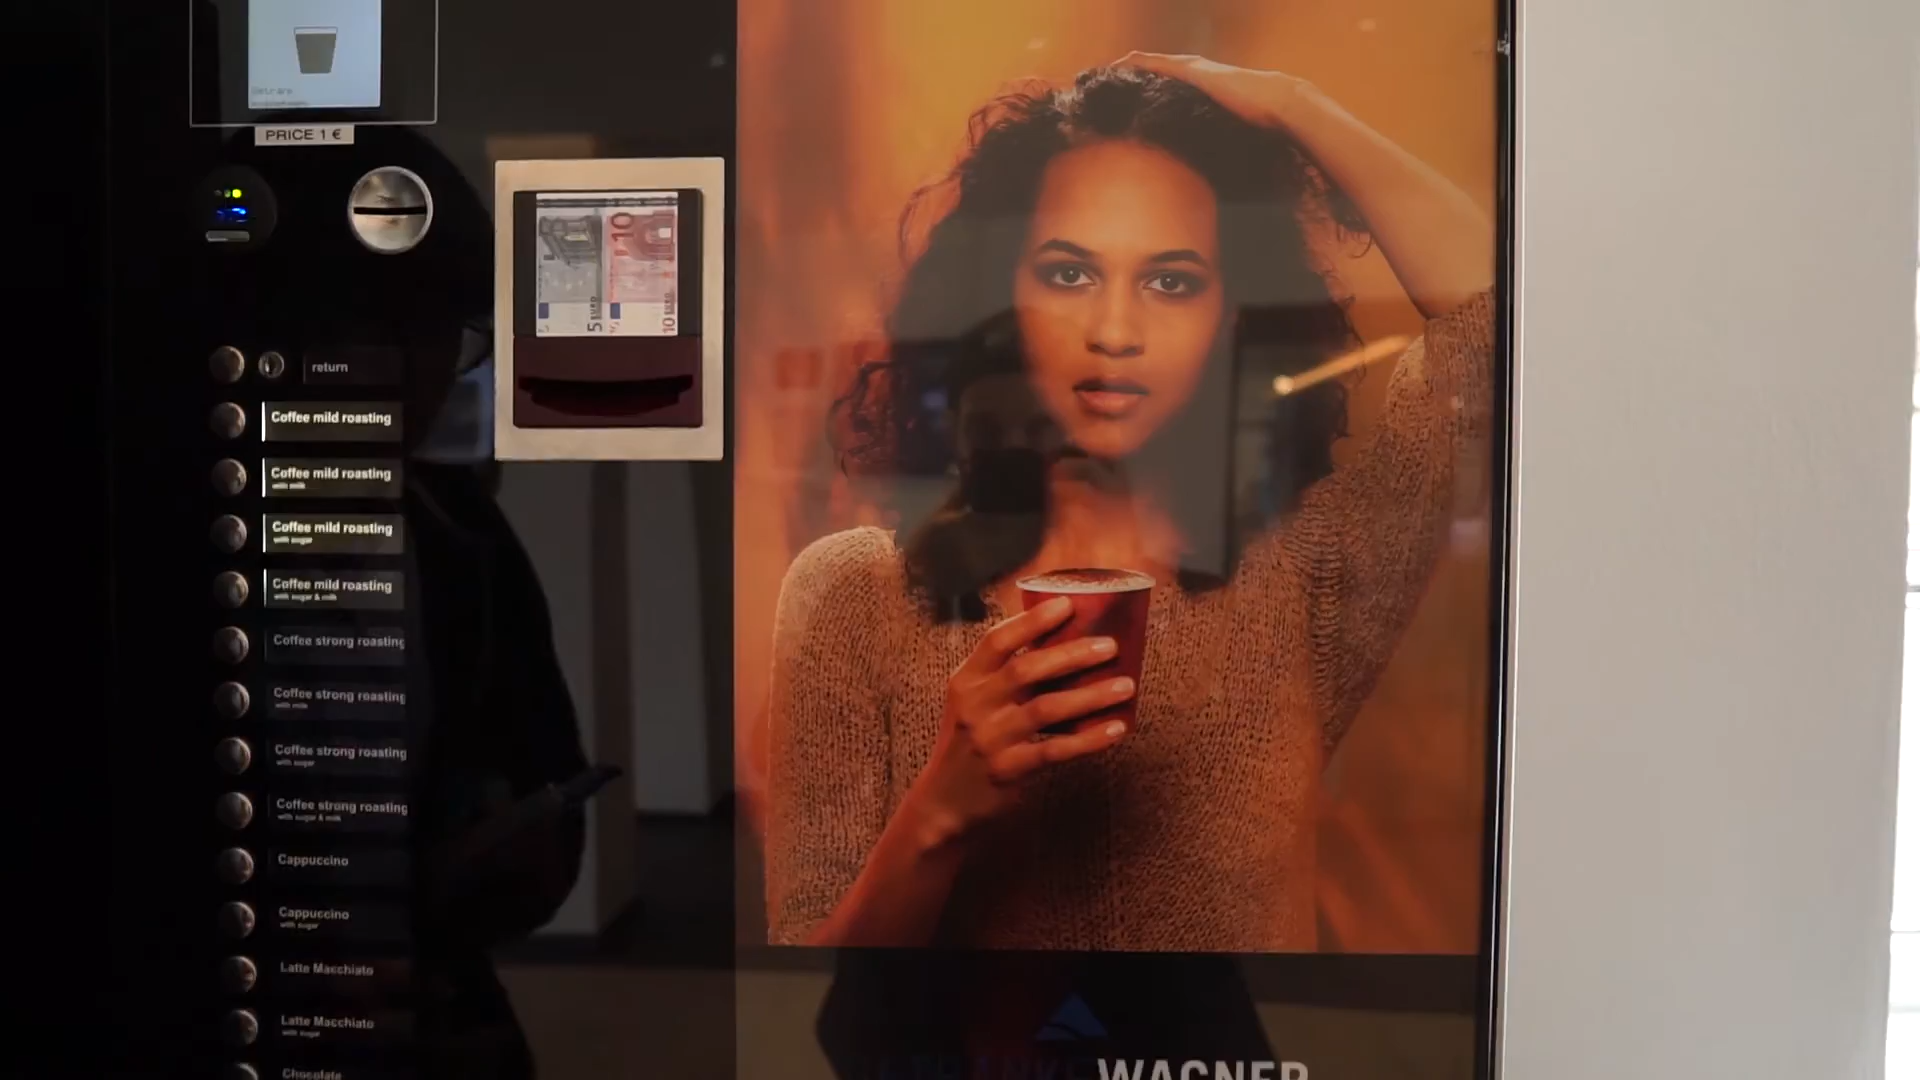 PRICE 1 €
5 EURO
10
10 EURO
return
Coffee mild roasting
Coffee mild roasting
with milk
Coffee mild roasting
with sugar
Coffee mild roasting
with sugar & milk
Coffee strong roasting
Coffee strong roasting
with milk
Coffee strong roasting
with sugar
Coffee strong roasting
with sugar & milk
Cappuccino
Cappuccino
with sugar
Latte Macchiato
Latte Macchiato
with sugar
Chocolate
WAGNER